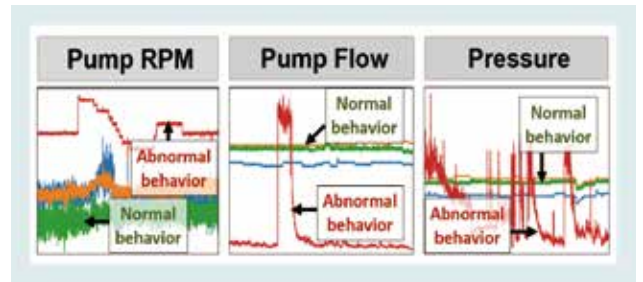 Pump RPM
Abnormal
behavior
Normal
behavior
Pump Flow
Normal
behavior
Abnormal
behavior
Pressure
Normal
behavior
Abnormal
behavior